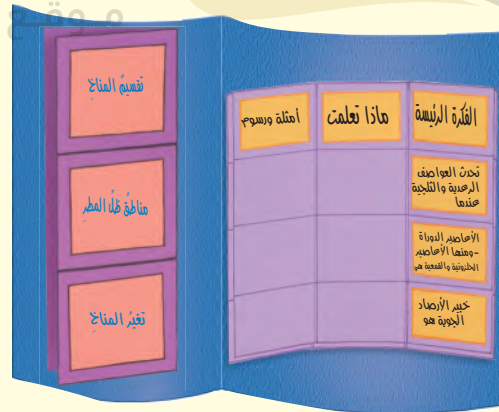 موقع
الفكرة الرئيسة
ماذا تعلمت
أمثلة ورسوم
تحدث العواصف
الرعدية والثلجية
عندما
الأعاصير الدوارة
-ومنها الأعاصير
الحلزونية والقمعية هي
خبير الأرصاد
الجوية هو
تقسيمُ المناخِ
مناطقُ ظلِّ المطرِ
تغيّرُ المناخِ